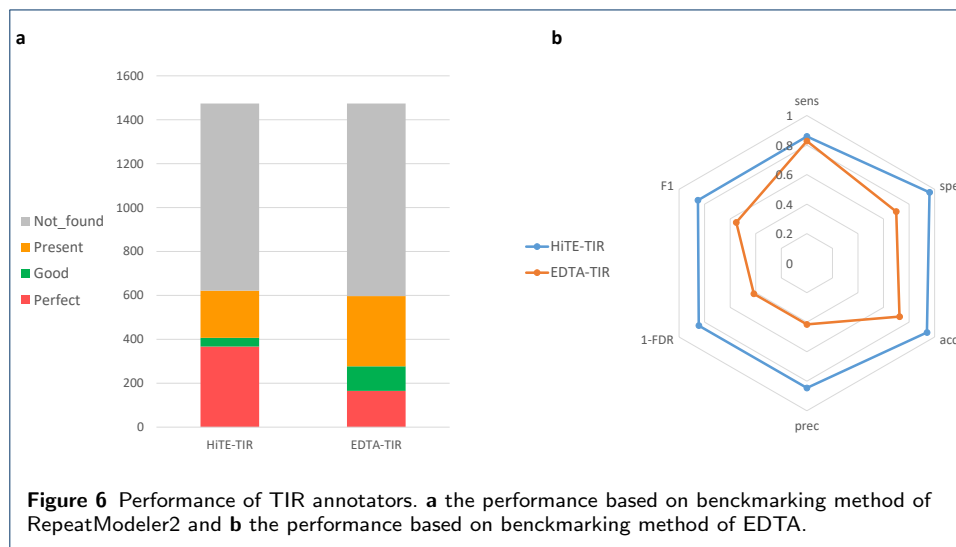 a
1600
1400
1200
1000
800
600
400
200
0
Not_found
Present
Good
Perfect
HiTE-TIR
EDTA-TIR
b
sens
1
0.8
0.6
0.4
0.2
0
spe
acc
prec
1-FDR
F1
HiTE-TIR
EDTA-TIR
Figure 6 Performance of TIR annotators. a the performance based on benckmarking method of
RepeatModeler2 and b the performance based on benckmarking method of EDTA.